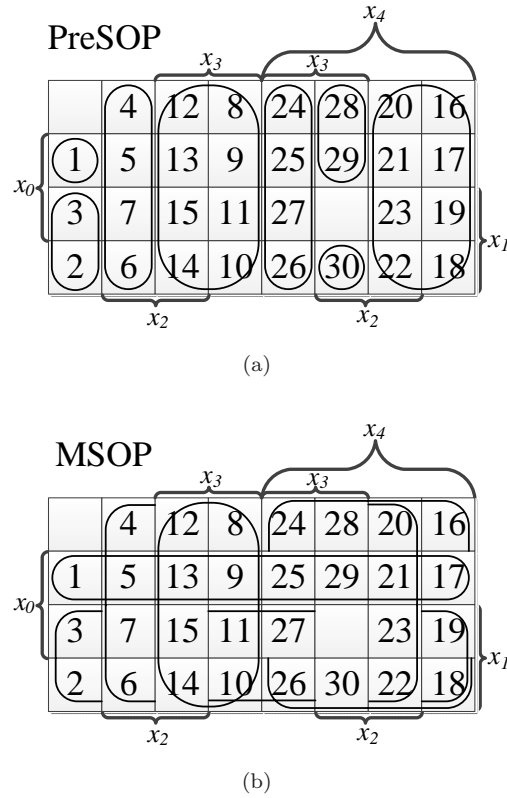 x4
PreSOP
x3 x3
4 12 8 24 28 20 16
1 5 13 9 25 29 21 17
x0
3 7 15 11 27 23 19
x1
2 6 14 10 26 30 22 18
x2 x2
(a)
x4
MSOP
x3 x3
4 12 8 24 28 20 16
1 5 13 9 25 29 21 17
x0
3 7 15 11 27 23 19
x1
2 6 14 10 26 30 22 18
x2 x2
(b)